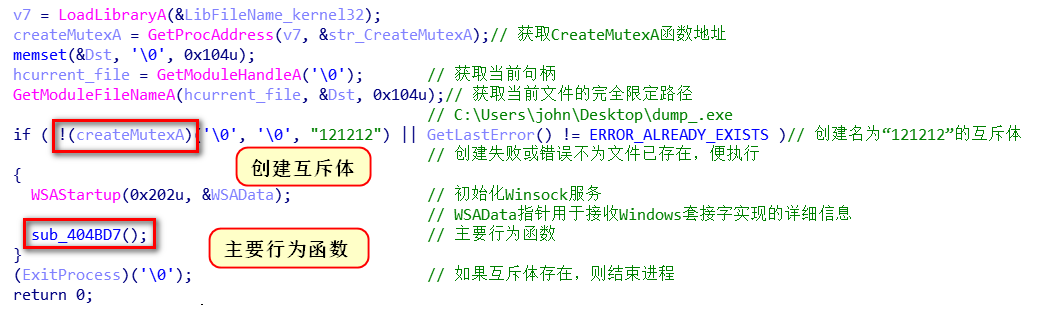 v7 = LoadLibraryA(&LibFileName_kernel32);
createMutexA = GetProcAddress(v7, &str_CreateMutexA);// 获取CreateMutexA函数地址
memset(&Dst, '\0', 0x104u);
hcurrent_file = GetModuleHandleA('\0'); // 获取当前句柄
GetModuleFileNameA(hcurrent_file, &Dst, 0x104u);// 获取当前文件的完全限定路径
// C:\Users\john\Desktop\dump_.exe
if ( !(createMutexA)('\0', '\0', "121212") || GetLastError() != ERROR_ALREADY_EXISTS )// 创建名为“121212”的互斥体
// 创建失败或错误不为文件已存在，便执行
创建互斥体
{
WSAStartup(0x202u, &WSAData); // 初始化Winsock服务
// WSAData指针用于接收Windows套接字实现的详细信息
sub_404BD7(); // 主要行为函数
主要行为函数
}
(ExitProcess)('\0'); // 如果互斥体存在，则结束进程
return 0;